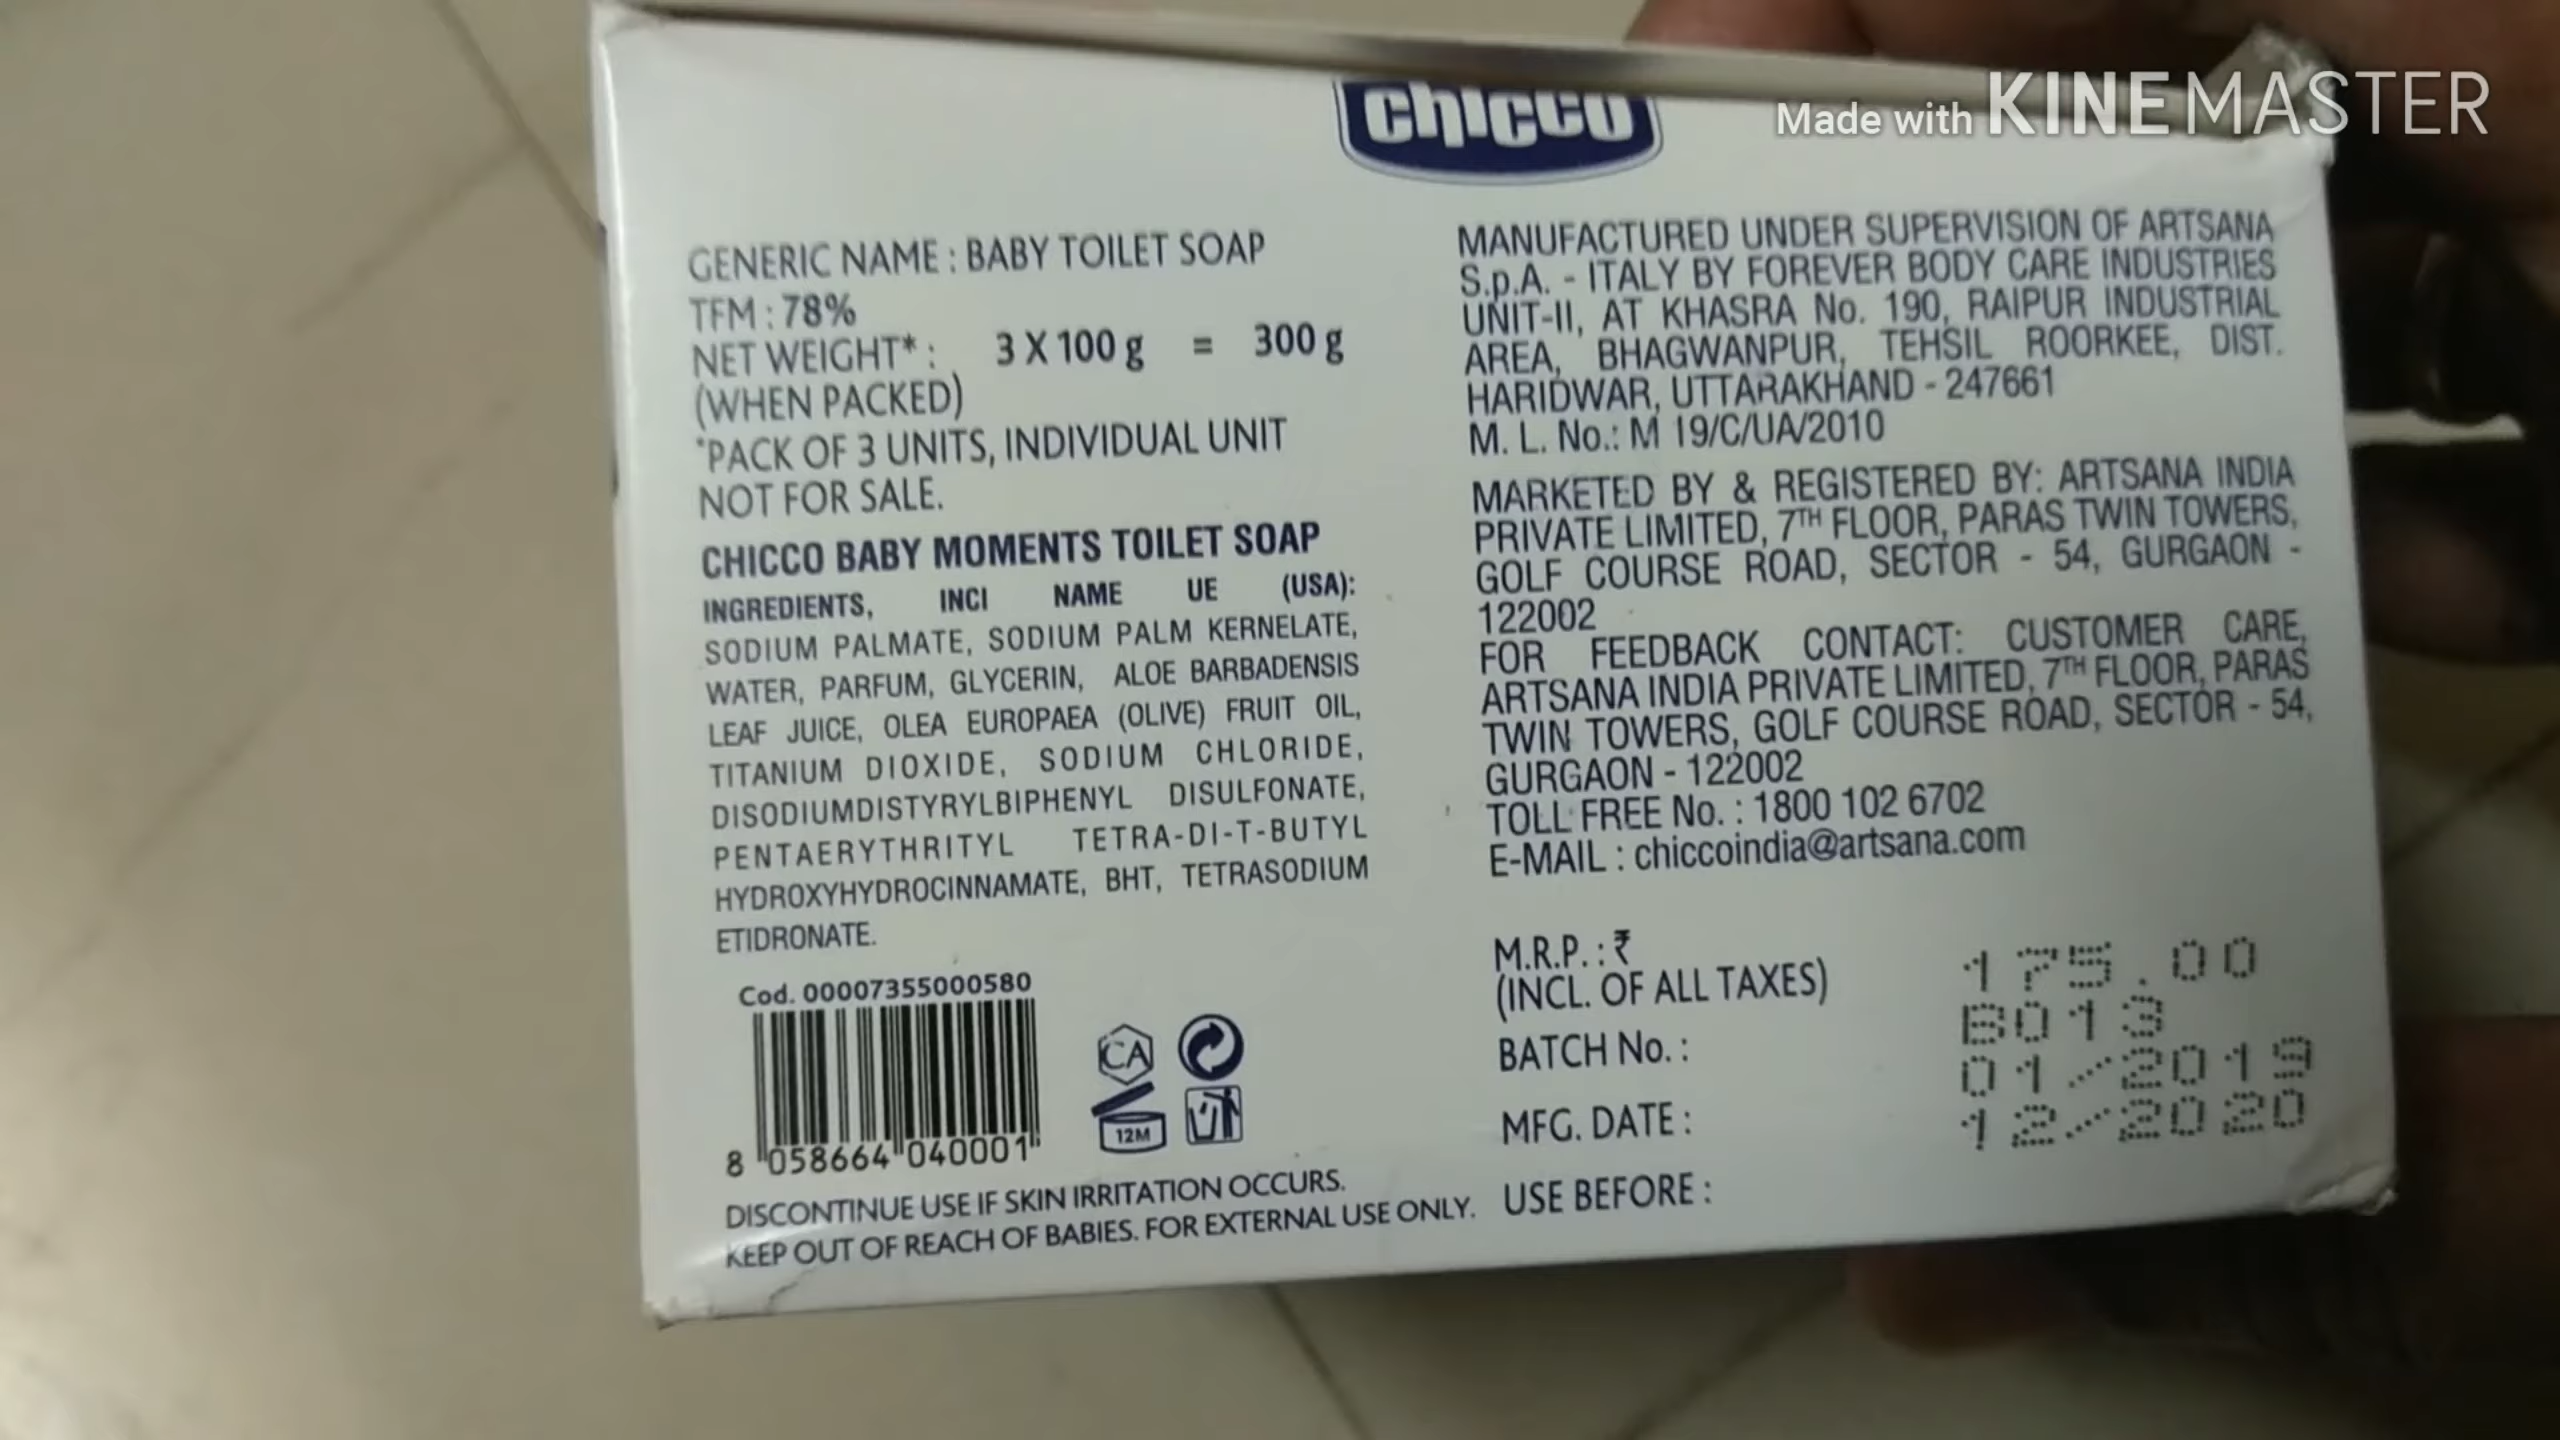 chicco
Made with KINEMASTER
GENERIC NAME : BABY TOILET SOAP
TFM : 78%
NET WEIGHT* : 3 X 100 g = 300 g
(WHEN PACKED)
*PACK OF 3 UNITS, INDIVIDUAL UNIT
NOT FOR SALE.
CHICCO BABY MOMENTS TOILET SOAP
INGREDIENTS, INCI NAME UE (USA):
SODIUM PALMATE, SODIUM PALM KERNELATE,
WATER, PARFUM, GLYCERIN, ALOE BARBADENSIS
LEAF JUICE, OLEA EUROPAEA (OLIVE) FRUIT OIL,
TITANIUM DIOXIDE, SODIUM CHLORIDE,
DISODIUMDISTYRYLBIPHENYL DISULFONATE,
PENTAERYTHRITYL TETRA-DI-T-BUTYL
HYDROXYHYDROCINNAMATE, BHT, TETRASODIUM
ETIDRONATE.
Cod. 00007355000580
8 058664 040001
CA
12M
DISCONTINUE USE IF SKIN IRRITATION OCCURS.
KEEP OUT OF REACH OF BABIES. FOR EXTERNAL USE ONLY.
MANUFACTURED UNDER SUPERVISION OF ARTSANA
S.p.A. - ITALY BY FOREVER BODY CARE INDUSTRIES
UNIT-II, AT KHASRA No. 190, RAIPUR INDUSTRIAL
AREA, BHAGWANPUR, TEHSIL ROORKEE, DIST.
HARIDWAR, UTTARAKHAND - 247661
M. L. No.: M 19/C/UA/2010
MARKETED BY & REGISTERED BY: ARTSANA INDIA
PRIVATE LIMITED, 7TH FLOOR, PARAS TWIN TOWERS,
GOLF COURSE ROAD, SECTOR - 54, GURGAON -
122002
FOR FEEDBACK CONTACT: CUSTOMER CARE,
ARTSANA INDIA PRIVATE LIMITED, 7TH FLOOR, PARAS
TWIN TOWERS, GOLF COURSE ROAD, SECTOR - 54,
GURGAON - 122002
TOLL FREE No. : 1800 102 6702
E-MAIL : chiccoindia@artsana.com
M.R.P. : ₹ 175.00
(INCL. OF ALL TAXES)
BATCH No. : B013
MFG. DATE : 01/2019
USE BEFORE : 12/2020